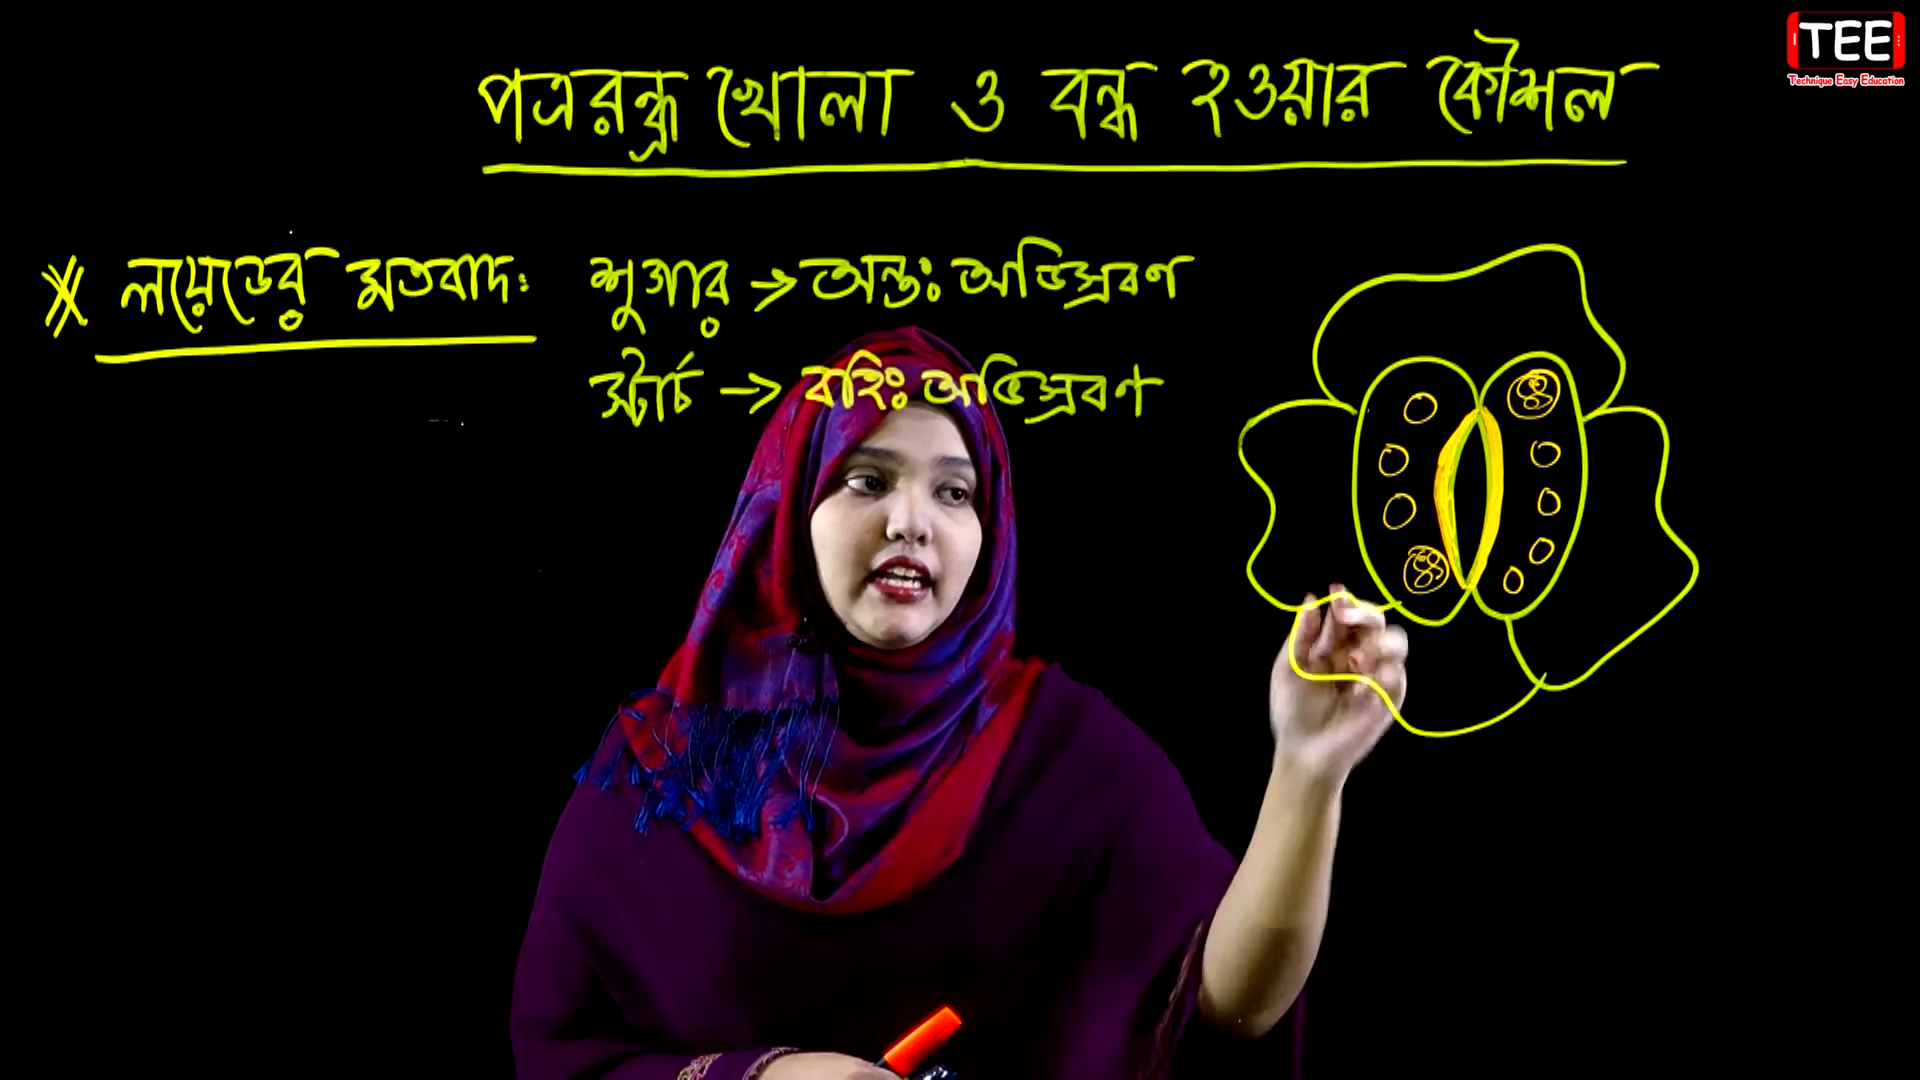 TEE
Technique Easy Education
পত্ররন্ধ্র খোলা ও বন্ধ হওয়ার কৌশল
* লয়েডের মতবাদ: শুগার → অন্তঃ অভিস্রবণ
স্টার্চ → বহিঃ অভিস্রবণ